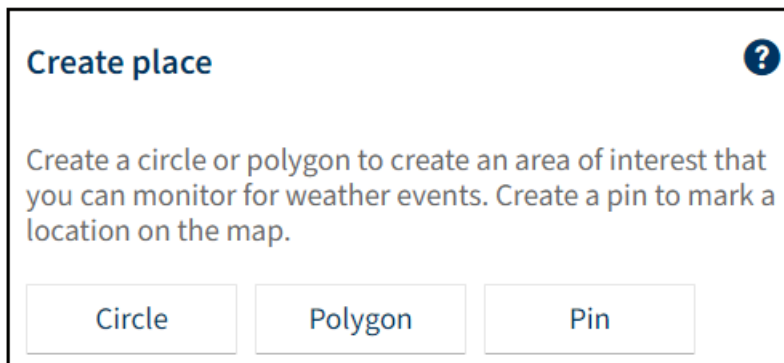 Create place
?
Create a circle or polygon to create an area of interest that
you can monitor for weather events. Create a pin to mark a
location on the map.
Circle Polygon Pin